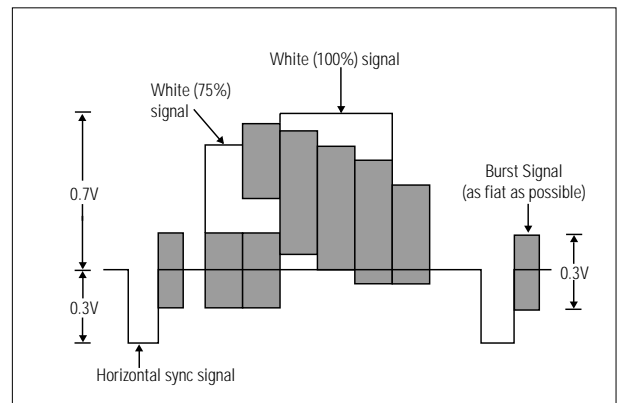 White (100%) signal
White (75%)
signal
Burst Signal
(as fiat as possible)
0.7V
0.3V
0.3V
Horizontal sync signal